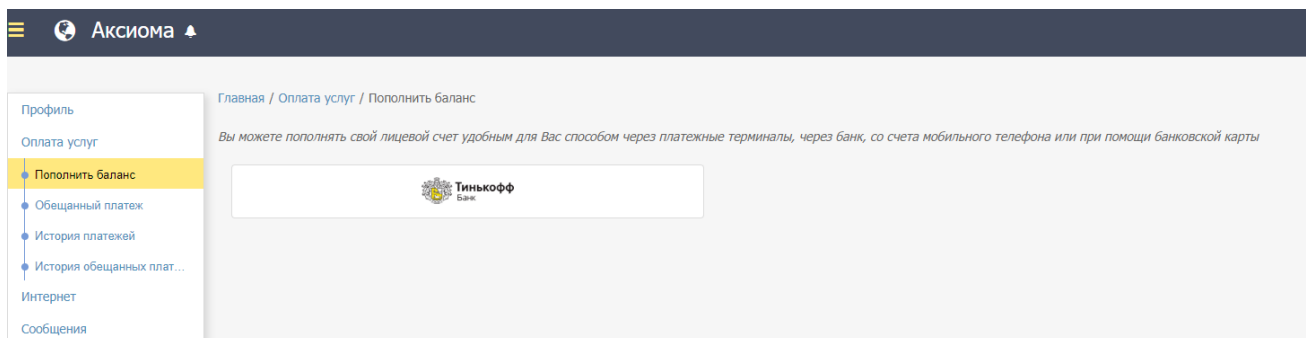 Аксиома
Профиль
Оплата услуг
Пополнить баланс
Обещанный платеж
История платежей
История обещанных плат...
Интернет
Сообщения
Главная / Оплата услуг / Пополнить баланс
Вы можете пополнять свой лицевой счет удобным для Вас способом через платежные терминалы, через банк, со счета мобильного телефона или при помощи банковской карты
Тинькофф
Банк